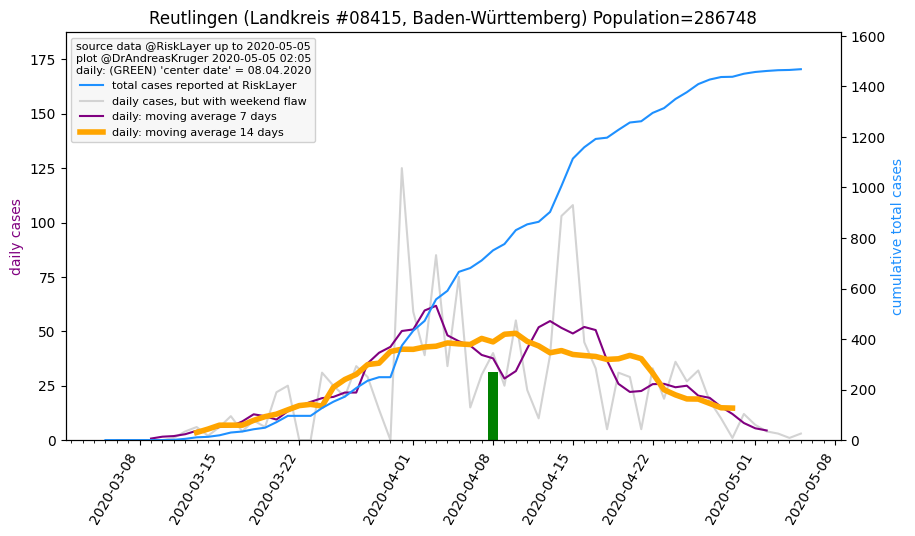 Reutlingen (Landkreis #08415, Baden-Württemberg) Population=286748
source data @RiskLayer up to 2020-05-05
plot @DrAndreasKruger 2020-05-05 02:05
daily: (GREEN) 'center date' = 08.04.2020
total cases reported at RiskLayer
daily cases, but with weekend flaw
daily: moving average 7 days
daily: moving average 14 days
daily cases
175
150
125
100
75
50
25
0
cumulative total cases
1600
1400
1200
1000
800
600
400
200
0
2020-03-08
2020-03-15
2020-03-22
2020-04-01
2020-04-08
2020-04-15
2020-04-22
2020-05-01
2020-05-08